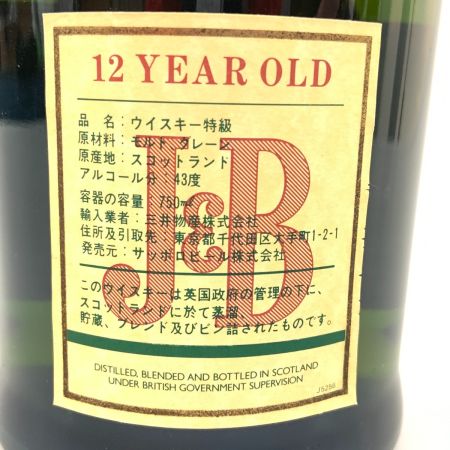 12 YEAR OLD
品 名:ウイスキー特級
原材料:モルト グレーン
原産地:スコットランド
アルコール分 43度
容器の容量 750ml
輸入業者:三井物産株式会社
住所及引取先:東京都千代田区大手町1-2-1
発売元:サッポロビール株式会社
J&B
このウイスキーは英国政府の管理の下に、
スコットランドに於て蒸溜、
貯蔵、ブレンド及びビン詰されたものです。
DISTILLED, BLENDED AND BOTTLED IN SCOTLAND
UNDER BRITISH GOVERNMENT SUPERVISION
J5256